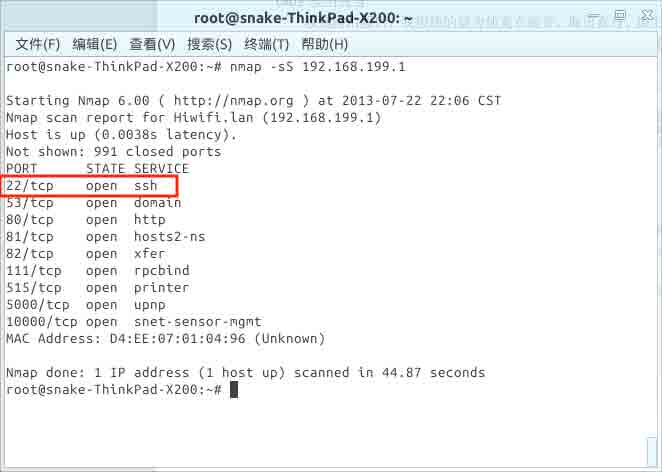 root@snake-ThinkPad-X200: ~
文件(F) 编辑(E) 查看(V) 搜索(S) 终端(T) 帮助(H)
root@snake-ThinkPad-X200:~# nmap -sS 192.168.199.1
Starting Nmap 6.00 ( http://nmap.org ) at 2013-07-22 22:06 CST
Nmap scan report for Hiwifi.lan (192.168.199.1)
Host is up (0.0038s latency).
Not shown: 991 closed ports
PORT STATE SERVICE
22/tcp open ssh
53/tcp open domain
80/tcp open http
81/tcp open hosts2-ns
82/tcp open xfer
111/tcp open rpcbind
515/tcp open printer
5000/tcp open upnp
10000/tcp open snet-sensor-mgmt
MAC Address: D4:EE:07:01:04:96 (Unknown)
Nmap done: 1 IP address (1 host up) scanned in 44.87 seconds
root@snake-ThinkPad-X200:~#